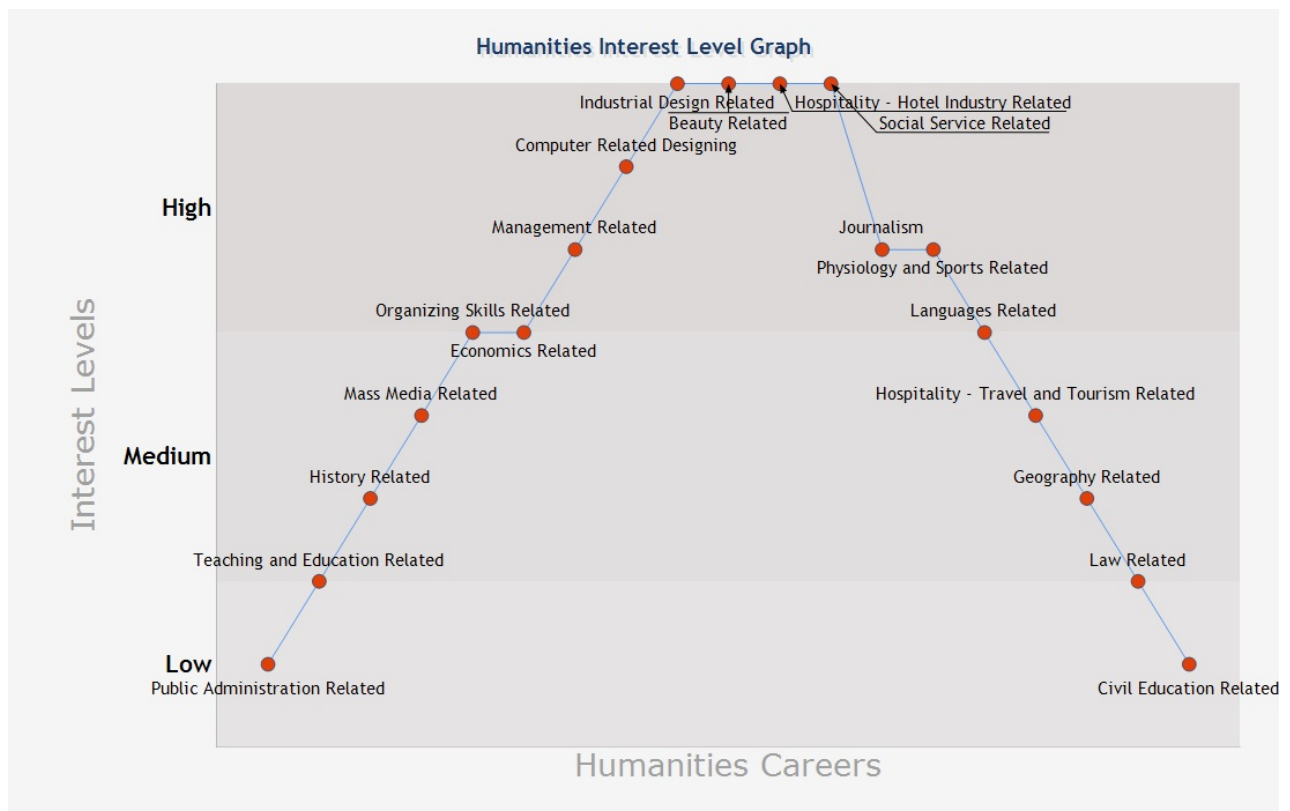 Humanities Interest Level Graph
Industrial Design Related
Hospitality - Hotel Industry Related
Beauty Related
Social Service Related
Computer Related Designing
High
Management Related
Journalism
Physiology and Sports Related
Organizing Skills Related
Languages Related
Economics Related
Interest Levels
Mass Media Related
Hospitality - Travel and Tourism Related
Medium
History Related
Geography Related
Teaching and Education Related
Law Related
Low
Public Administration Related
Civil Education Related
Humanities Careers